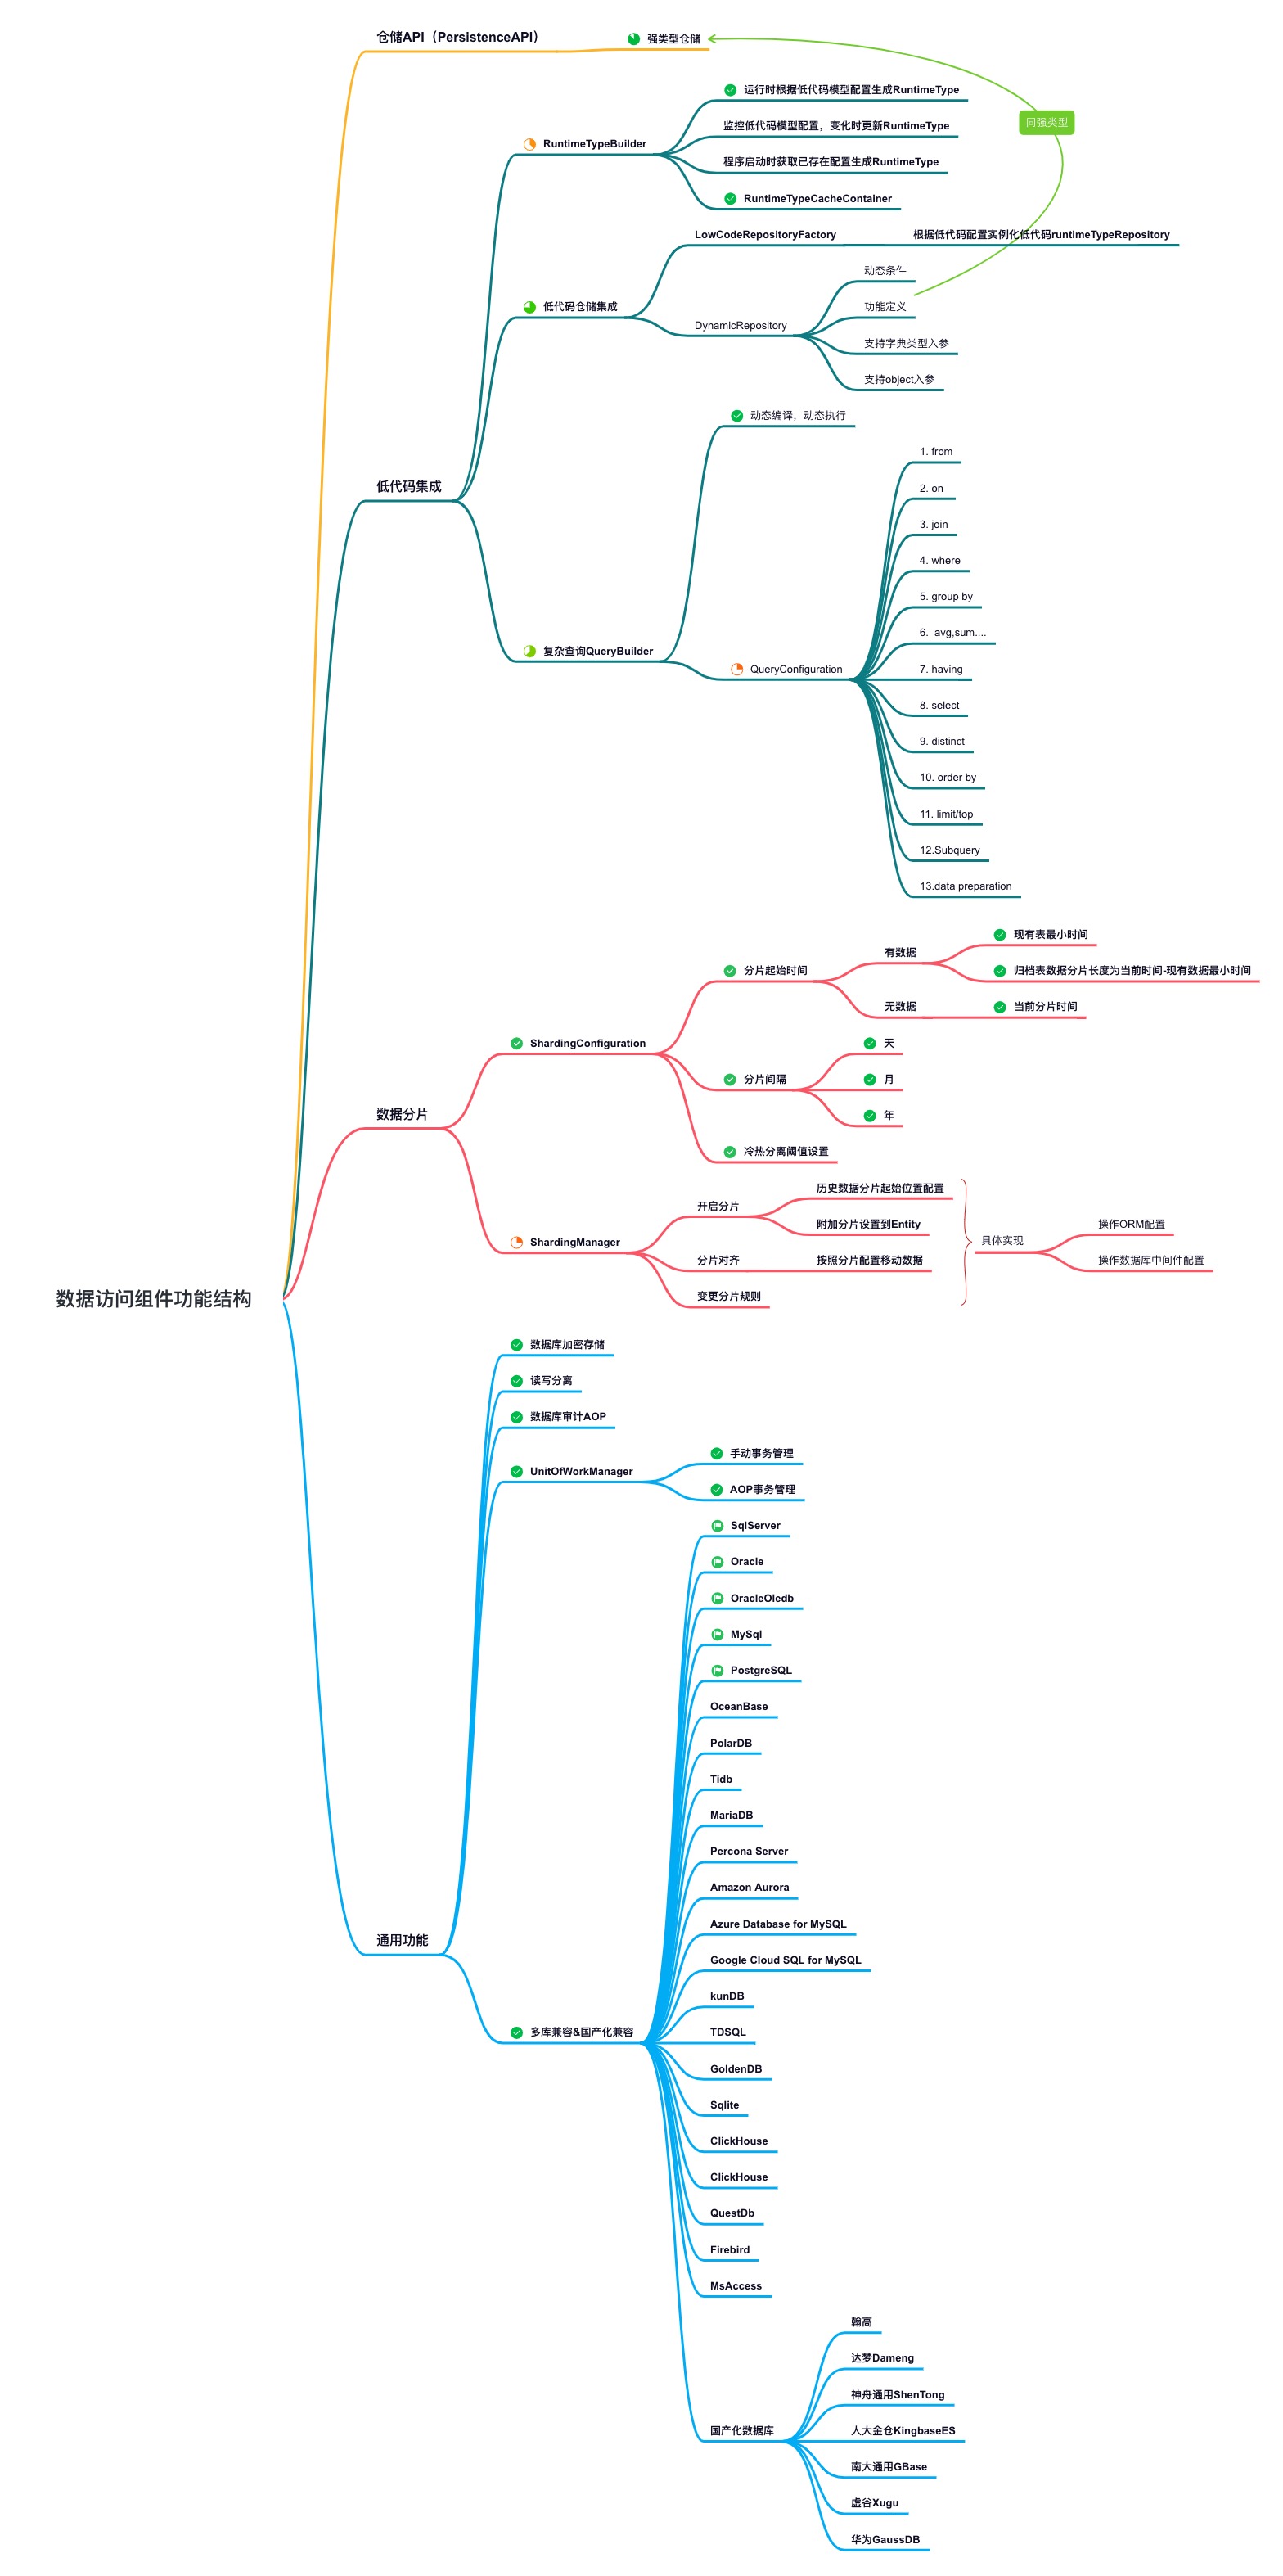 仓储API（PersistenceAPI）
强类型仓储
运行时根据低代码模型配置生成RuntimeType
同强类型
监控低代码模型配置，变化时更新RuntimeType
RuntimeTypeBuilder
程序启动时获取已存在配置生成RuntimeType
RuntimeTypeCacheContainer
LowCodeRepositoryFactory
根据低代码配置实例化低代码runtimeTypeRepository
动态条件
低代码仓储集成
功能定义
DynamicRepository
支持字典类型入参
支持object入参
动态编译，动态执行
1. from
低代码集成
2. on
3. join
4. where
5. group by
6.  avg,sum....
复杂查询QueryBuilder
QueryConfiguration
7. having
8. select
9. distinct
10. order by
11. limit/top
12.Subquery
13.data preparation
现有表最小时间
有数据
分片起始时间
归档表数据分片长度为当前时间-现有数据最小时间
无数据
当前分片时间
ShardingConfiguration
天
分片间隔
月
数据分片
年
冷热分离阈值设置
历史数据分片起始位置配置
开启分片
附加分片设置到Entity
操作ORM配置
ShardingManager
具体实现
分片对齐
按照分片配置移动数据
操作数据库中间件配置
变更分片规则
数据访问组件功能结构
数据库加密存储
读写分离
数据库审计AOP
手动事务管理
UnitOfWorkManager
AOP事务管理
SqlServer
Oracle
OracleOledb
MySql
PostgreSQL
OceanBase
PolarDB
Tidb
MariaDB
Percona Server
Amazon Aurora
Azure Database for MySQL
通用功能
Google Cloud SQL for MySQL
kunDB
多库兼容&国产化兼容
TDSQL
GoldenDB
Sqlite
ClickHouse
ClickHouse
QuestDb
Firebird
MsAccess
翰高
达梦Dameng
神舟通用ShenTong
国产化数据库
人大金仓KingbaseES
南大通用GBase
虚谷Xugu
华为GaussDB